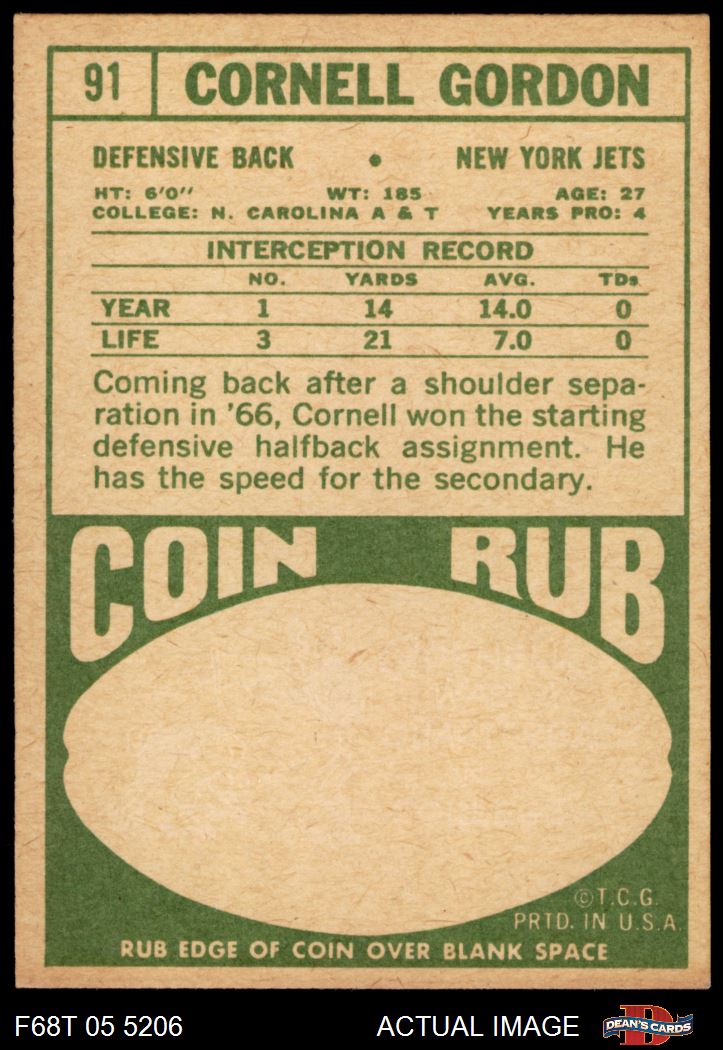 91 CORNELL GORDON
DEFENSIVE BACK • NEW YORK JETS
HT: 6'0" WT: 185 AGE: 27
COLLEGE: N. CAROLINA A & T YEARS PRO: 4
INTERCEPTION RECORD
NO. YARDS AVG. TDs
YEAR 1 14 14.0 0
LIFE 3 21 7.0 0
Coming back after a shoulder sepa-
ration in '66, Cornell won the starting
defensive halfback assignment. He
has the speed for the secondary.
COIN RUB
©T.C.G.
PRTD. IN U.S.A.
RUB EDGE OF COIN OVER BLANK SPACE
F68T 05 5206 ACTUAL IMAGE D DEAN'S CARDS